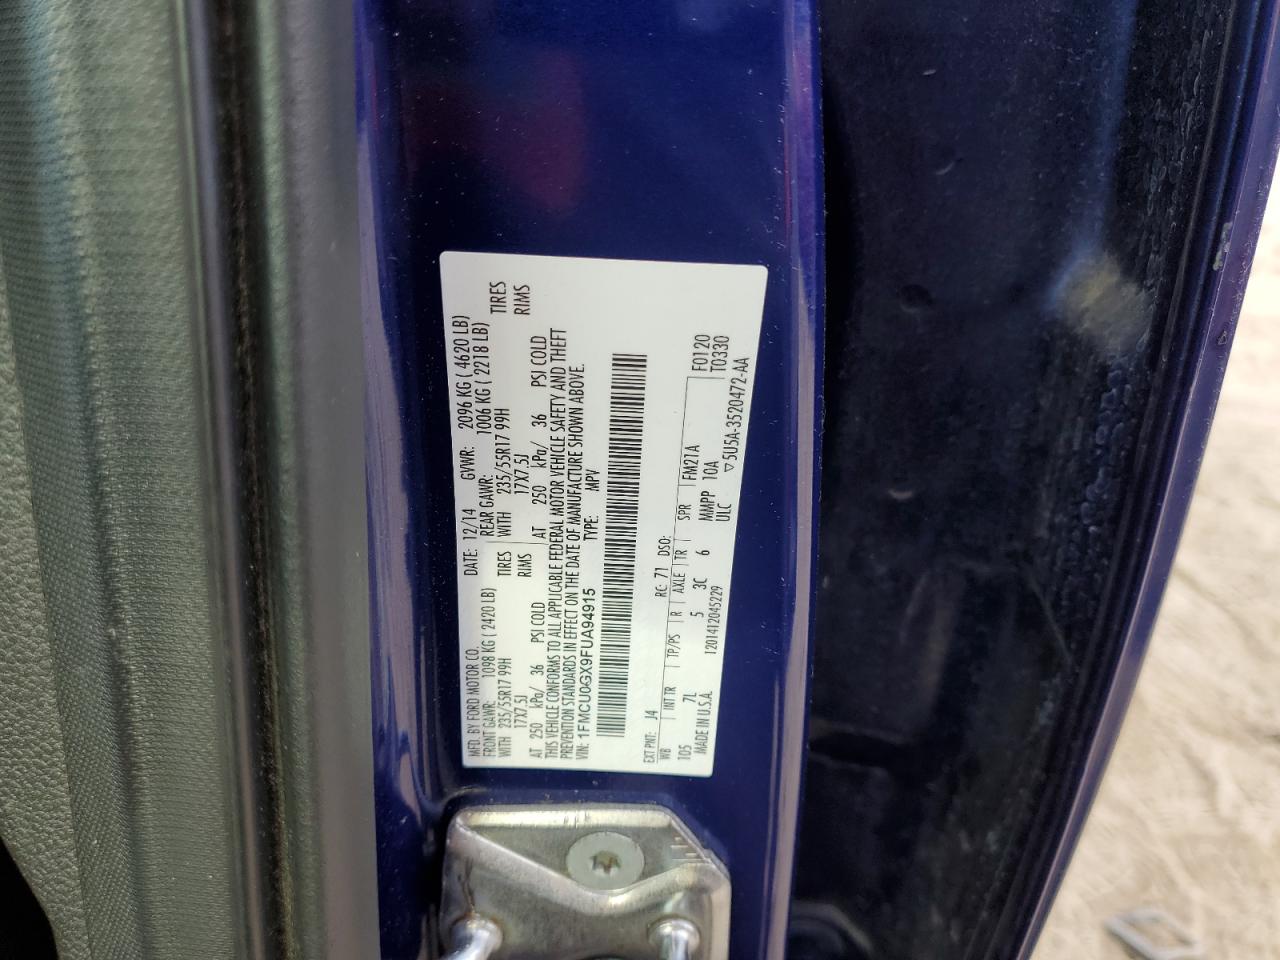 MFD. BY FORD MOTOR CO.
DATE: 12/14 GVWR: 2096 KG ( 4620 LB)
FRONT GAWR: 1098 KG ( 2420 LB) REAR GAWR: 1006 KG ( 2218 LB)
WITH 235/55R17 99H TIRES WITH 235/55R17 99H TIRES
17X7.5J RIMS 17X7.5J RIMS
AT 250 kPa/ 36 PSI COLD AT 250 kPa/ 36 PSI COLD
THIS VEHICLE CONFORMS TO ALL APPLICABLE FEDERAL MOTOR VEHICLE SAFETY AND THEFT
PREVENTION STANDARDS IN EFFECT ON THE DATE OF MANUFACTURE SHOWN ABOVE.
VIN: 1FMCU0GX9FUA94915 TYPE: MPV
EXT PNT: J4 RC: 71 DSO:
WB INT TR TP/PS R AXLE TR SPR FM21A F0120
105 7L 5 3C 6 MMPP 10A T0330
MADE IN U.S.A. 1201412045229 ULC ▽5U5A-3520472-AA